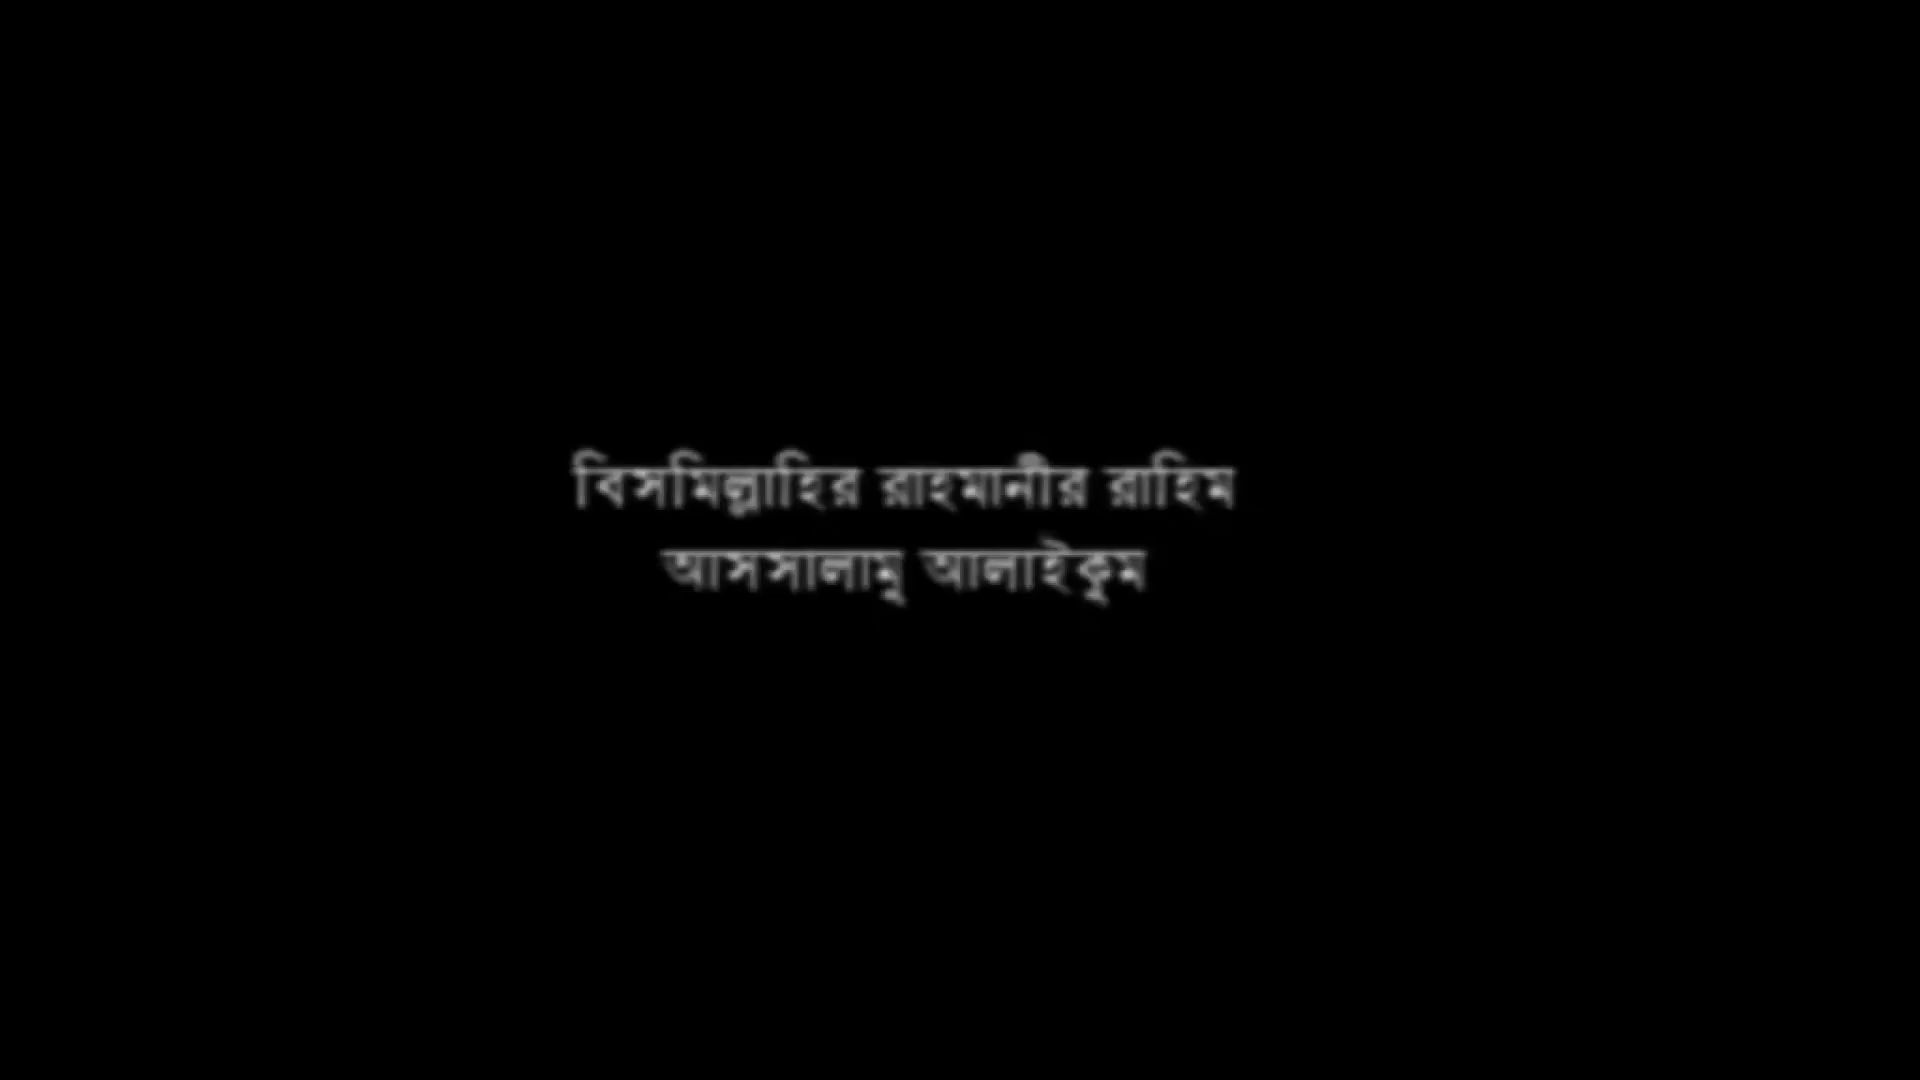 বিসমিল্লাহির রাহমানীর রাহিম
আসসালামু আলাইকুম